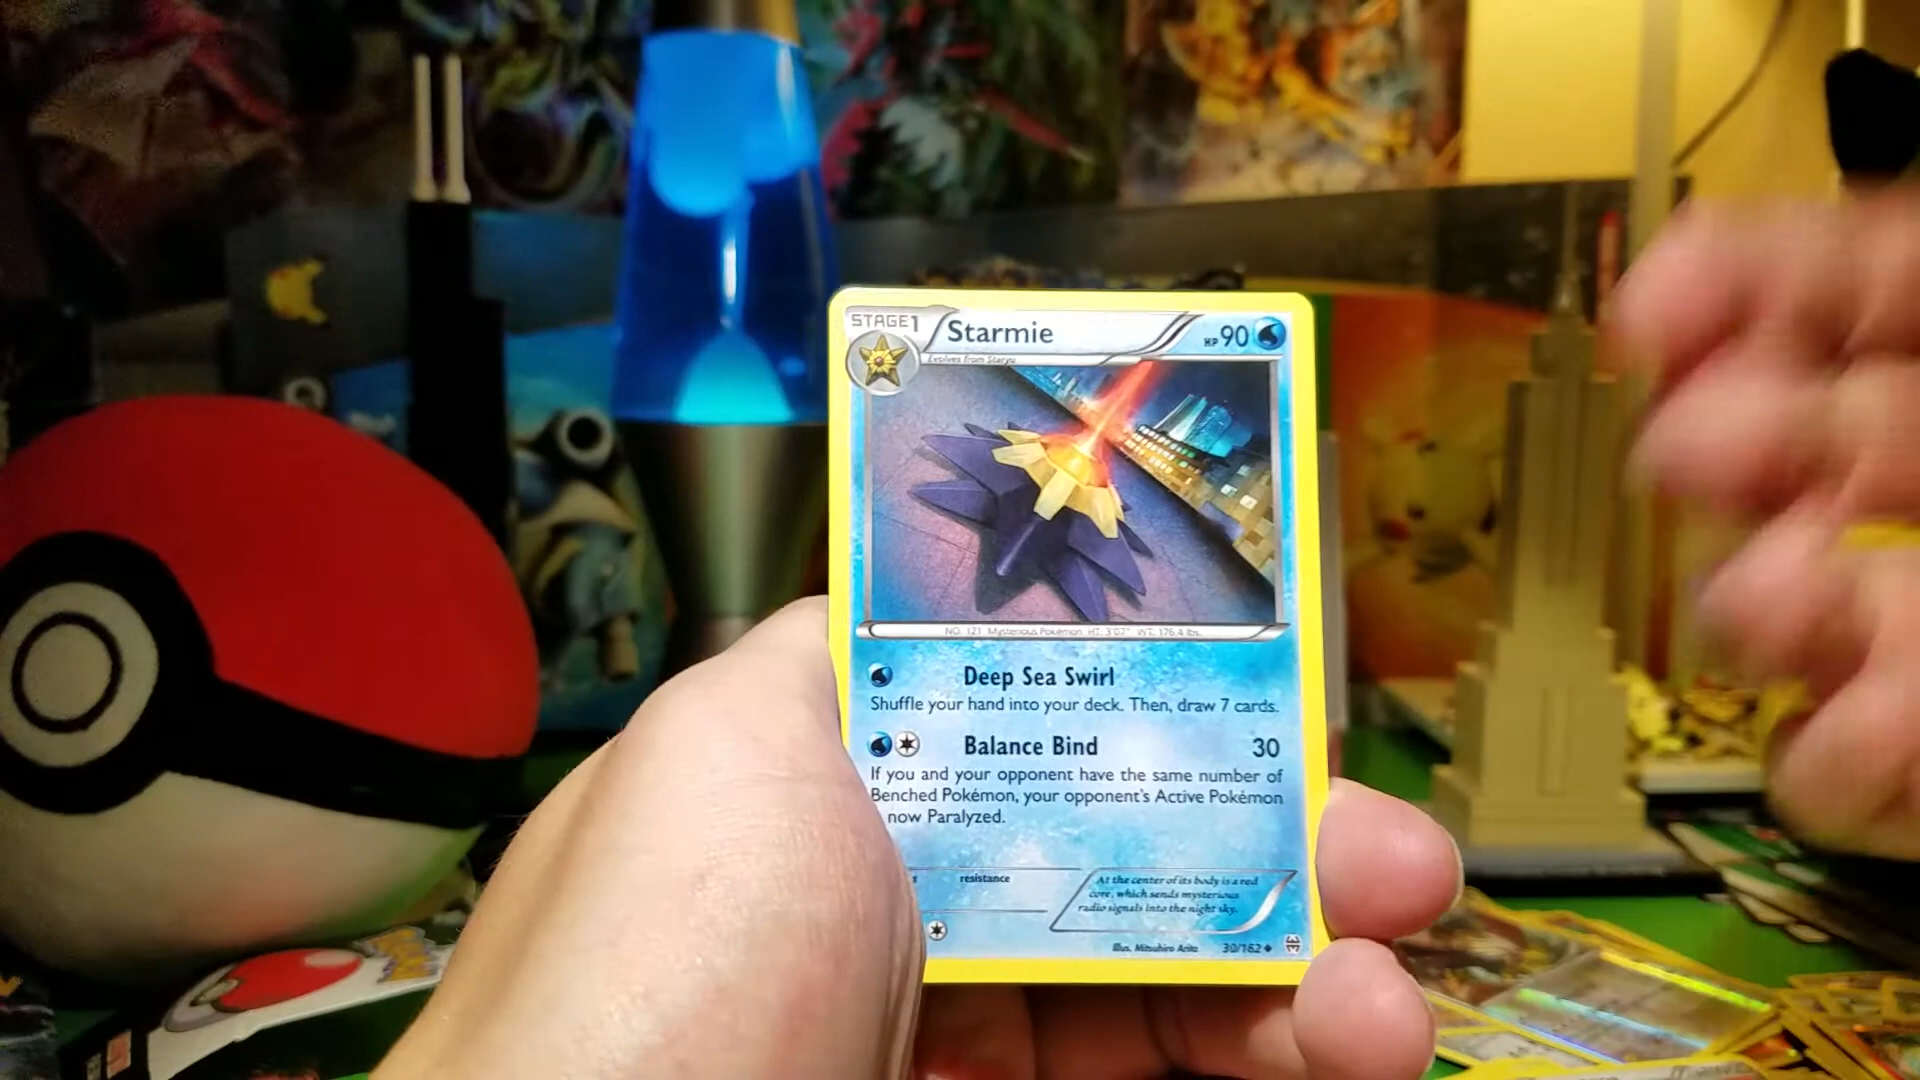 STAGE1
Starmie
HP90
Evolves from Staryu
NO. 121 Mysterious Pokémon HT. 3'07" WT. 176.4 lbs.
Deep Sea Swirl
Shuffle your hand into your deck. Then, draw 7 cards.
Balance Bind 30
If you and your opponent have the same number of
Benched Pokémon, your opponent's Active Pokémon
now Paralyzed.
resistance
At the center of its body is a red
core, which sends mysterious
radio signals into the night sky.
Illus. Mitsuhiro Arita 30/162